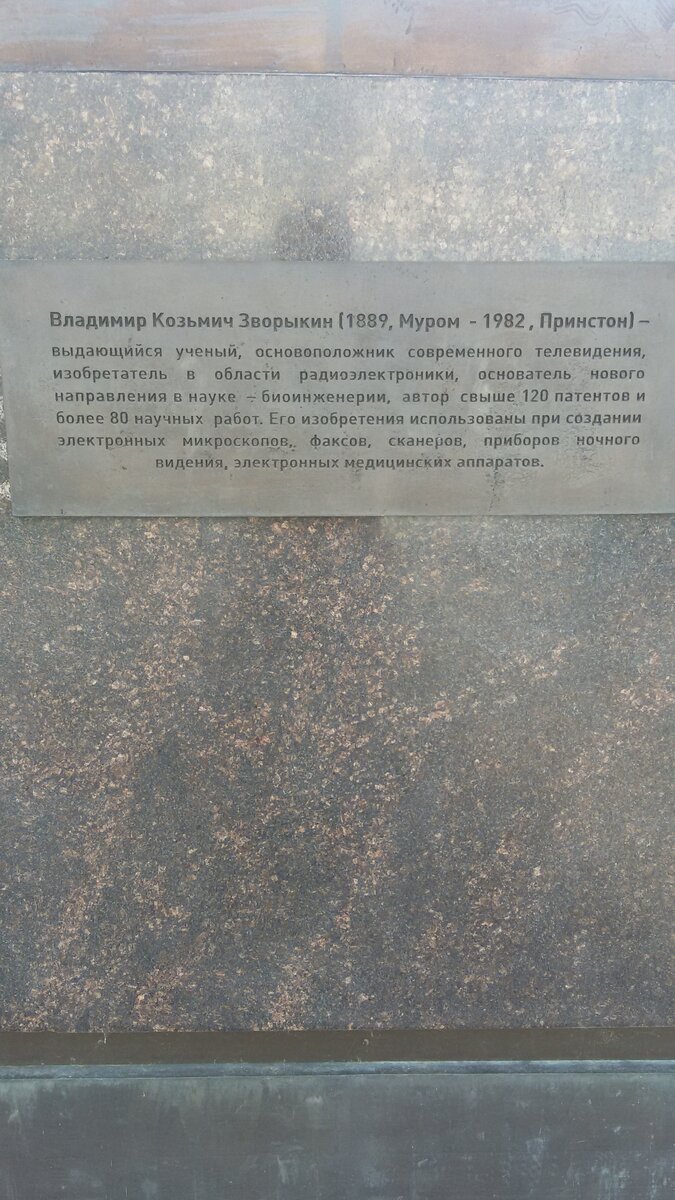 Владимир Козьмич Зворыкин (1889, Муром - 1982, Принстон) –
выдающийся ученый, основоположник современного телевидения,
изобретатель в области радиоэлектроники, основатель нового
направления в науке – биоинженерии, автор свыше 120 патентов и
более 80 научных работ. Его изобретения использованы при создании
электронных микроскопов, факсов, сканеров, приборов ночного
видения, электронных медицинских аппаратов.